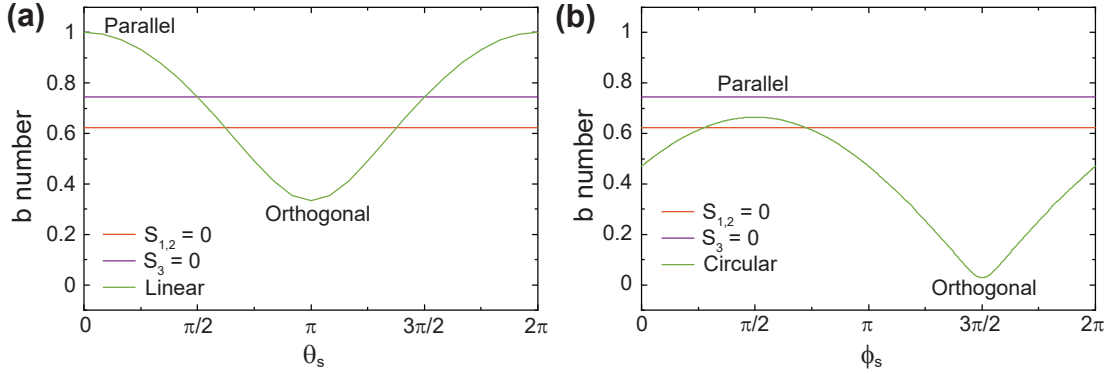 (a)
Parallel
1
0.8
0.6
0.4
0.2
0
b number
Orthogonal
S1,2 = 0
S3 = 0
Linear
0 π/2 π 3π/2 2π
θs
(b)
1
0.8
0.6
0.4
0.2
0
b number
Parallel
S1,2 = 0
S3 = 0
Circular
Orthogonal
0 π/2 π 3π/2 2π
ϕs